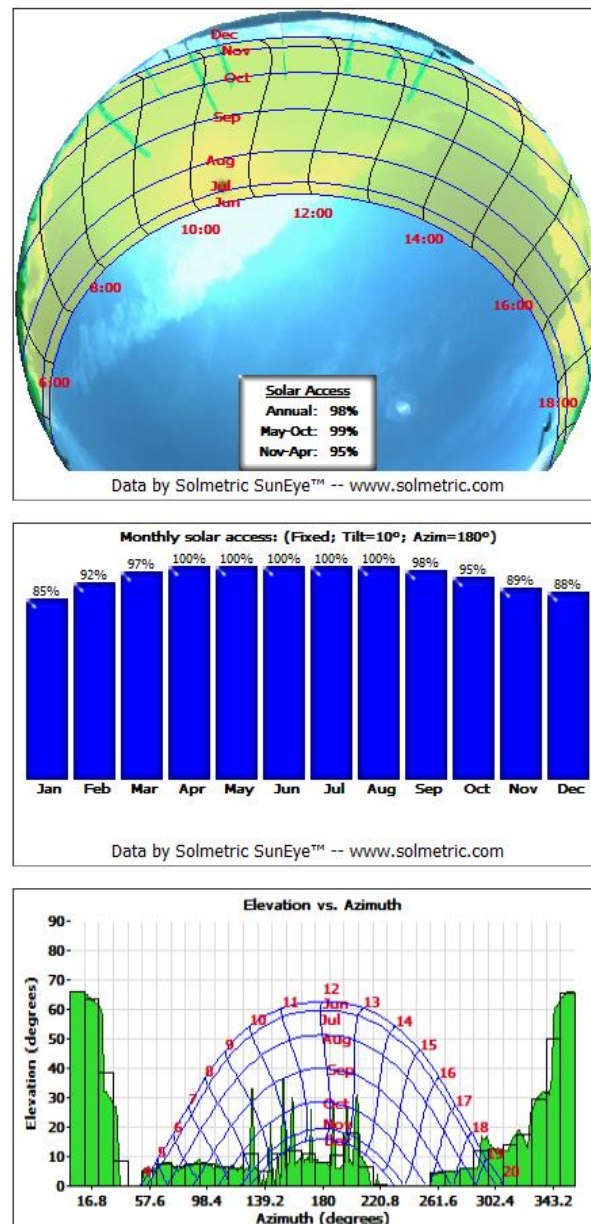 Dec
Nov
Oct
Sep
Aug
Jul
Jun
12:00
10:00
14:00
8:00
16:00
6:00
18:00
Solar Access
Annual: 98%
May-Oct: 99%
Nov-Apr: 95%
Data by Solmetric SunEye™ -- www.solmetric.com
Monthly solar access: (Fixed; Tilt=10º; Azim=180º)
85% 92% 97% 100% 100% 100% 100% 100% 98% 95% 89% 88%
Jan Feb Mar Apr May Jun Jul Aug Sep Oct Nov Dec
Data by Solmetric SunEye™ -- www.solmetric.com
Elevation vs. Azimuth
90
80
70
60
50
40
30
20
10
0
Elevation (degrees)
12
11 Jun 13
10 Jul 14
9 Aug 15
8 Sep 16
7 Oct 17
6 Nov 18
5 Dec 19
20
16.8 57.6 98.4 139.2 180 220.8 261.6 302.4 343.2
Azimuth (degrees)